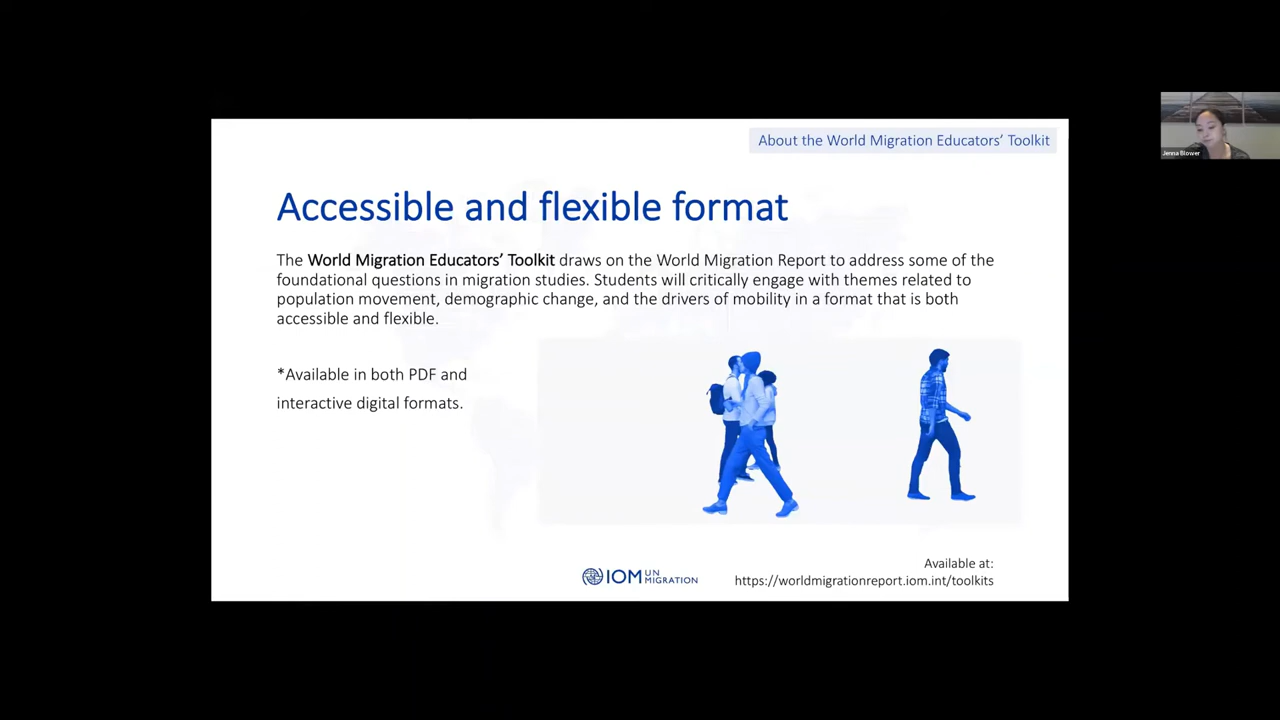 About the World Migration Educators’ Toolkit
Jenna Blower
Accessible and flexible format
The World Migration Educators’ Toolkit draws on the World Migration Report to address some of the
foundational questions in migration studies. Students will critically engage with themes related to
population movement, demographic change, and the drivers of mobility in a format that is both
accessible and flexible.
*Available in both PDF and
interactive digital formats.
IOM UN MIGRATION
Available at:
https://worldmigrationreport.iom.int/toolkits